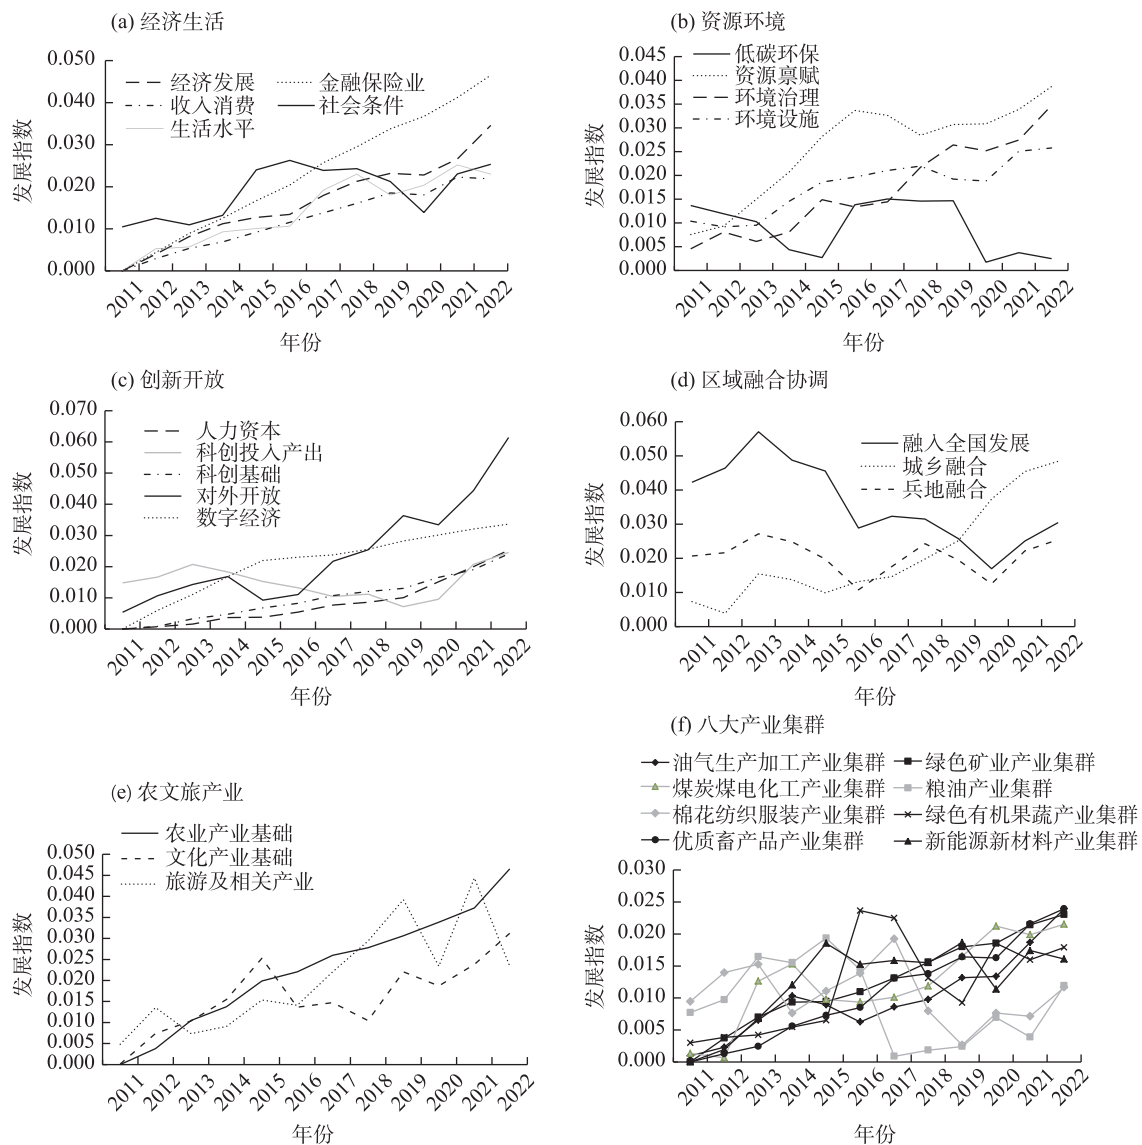 (a) 经济生活
0.050
0.040
0.030
0.020
0.010
0.000
发展指数
经济发展
金融保险业
收入消费
社会条件
生活水平
2011 2012 2013 2014 2015 2016 2017 2018 2019 2020 2021 2022
年份
(b) 资源环境
0.045
0.040
0.035
0.030
0.025
0.020
0.015
0.010
0.005
0.000
发展指数
低碳环保
资源禀赋
环境治理
环境设施
2011 2012 2013 2014 2015 2016 2017 2018 2019 2020 2021 2022
年份
(c) 创新开放
0.070
0.060
0.050
0.040
0.030
0.020
0.010
0.000
发展指数
人力资本
科创投入产出
科创基础
对外开放
数字经济
2011 2012 2013 2014 2015 2016 2017 2018 2019 2020 2021 2022
年份
(d) 区域融合协调
0.060
0.050
0.040
0.030
0.020
0.010
0.000
发展指数
融入全国发展
城乡融合
兵地融合
2011 2012 2013 2014 2015 2016 2017 2018 2019 2020 2021 2022
年份
(e) 农文旅产业
农业产业基础
文化产业基础
旅游及相关产业
0.050
0.045
0.040
0.035
0.030
0.025
0.020
0.015
0.010
0.005
0.000
发展指数
2011 2012 2013 2014 2015 2016 2017 2018 2019 2020 2021 2022
年份
(f) 八大产业集群
油气生产加工产业集群
绿色矿业产业集群
煤炭煤电化工产业集群
粮油产业集群
棉花纺织服装产业集群
绿色有机果蔬产业集群
优质畜产品产业集群
新能源新材料产业集群
0.030
0.025
0.020
0.015
0.010
0.005
0.000
发展指数
2011 2012 2013 2014 2015 2016 2017 2018 2019 2020 2021 2022
年份